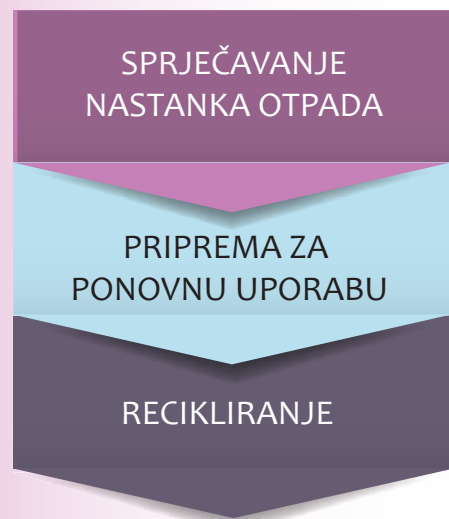 SPRJEČAVANJE
NASTANKA OTPADA
PRIPREMA ZA
PONOVNU UPORABU
RECIKLIRANJE